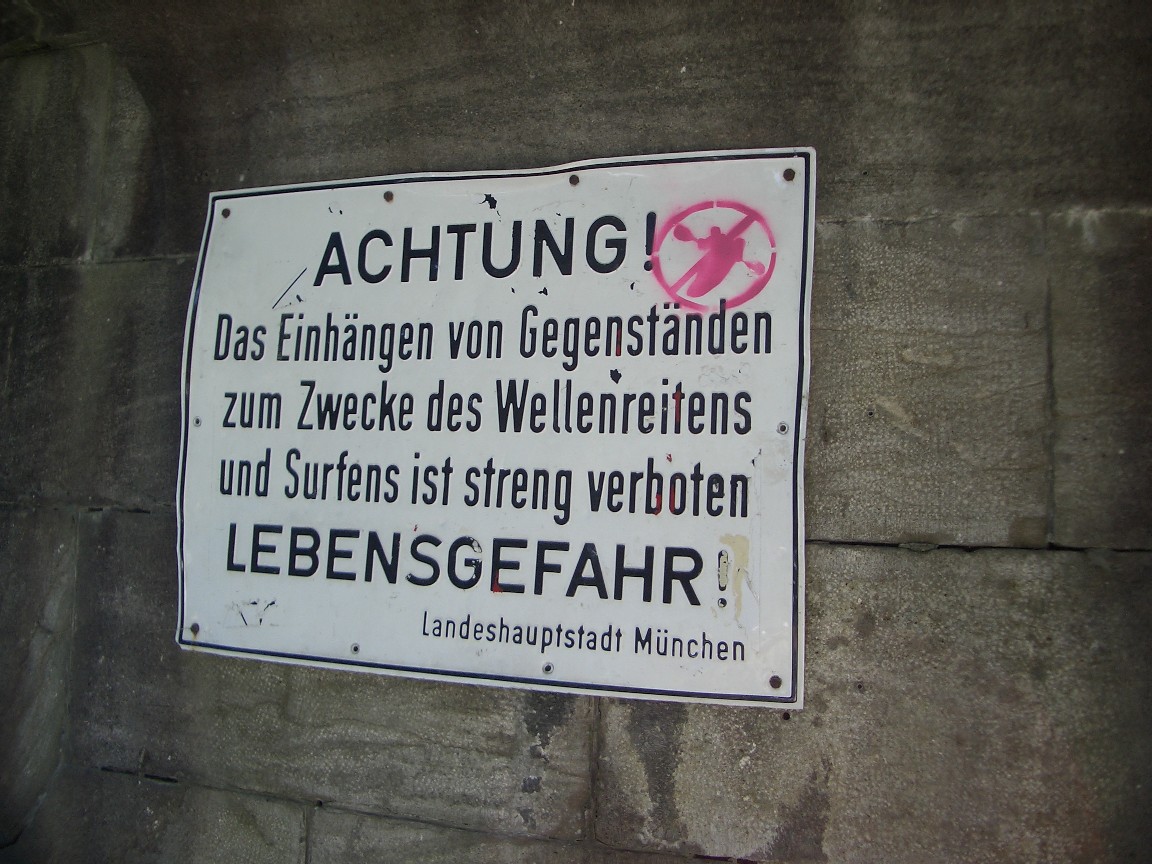 ACHTUNG!
Das Einhängen von Gegenständen
zum Zwecke des Wellenreitens
und Surfens ist streng verboten
LEBENSGEFAHR!
Landeshauptstadt München